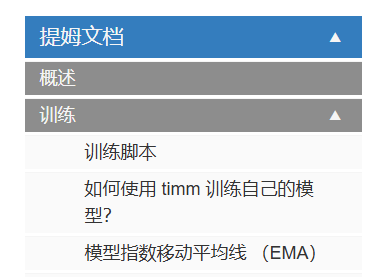 提姆文档
概述
训练
训练脚本
如何使用 timm 训练自己的模
型?
模型指数移动平均线 （EMA）